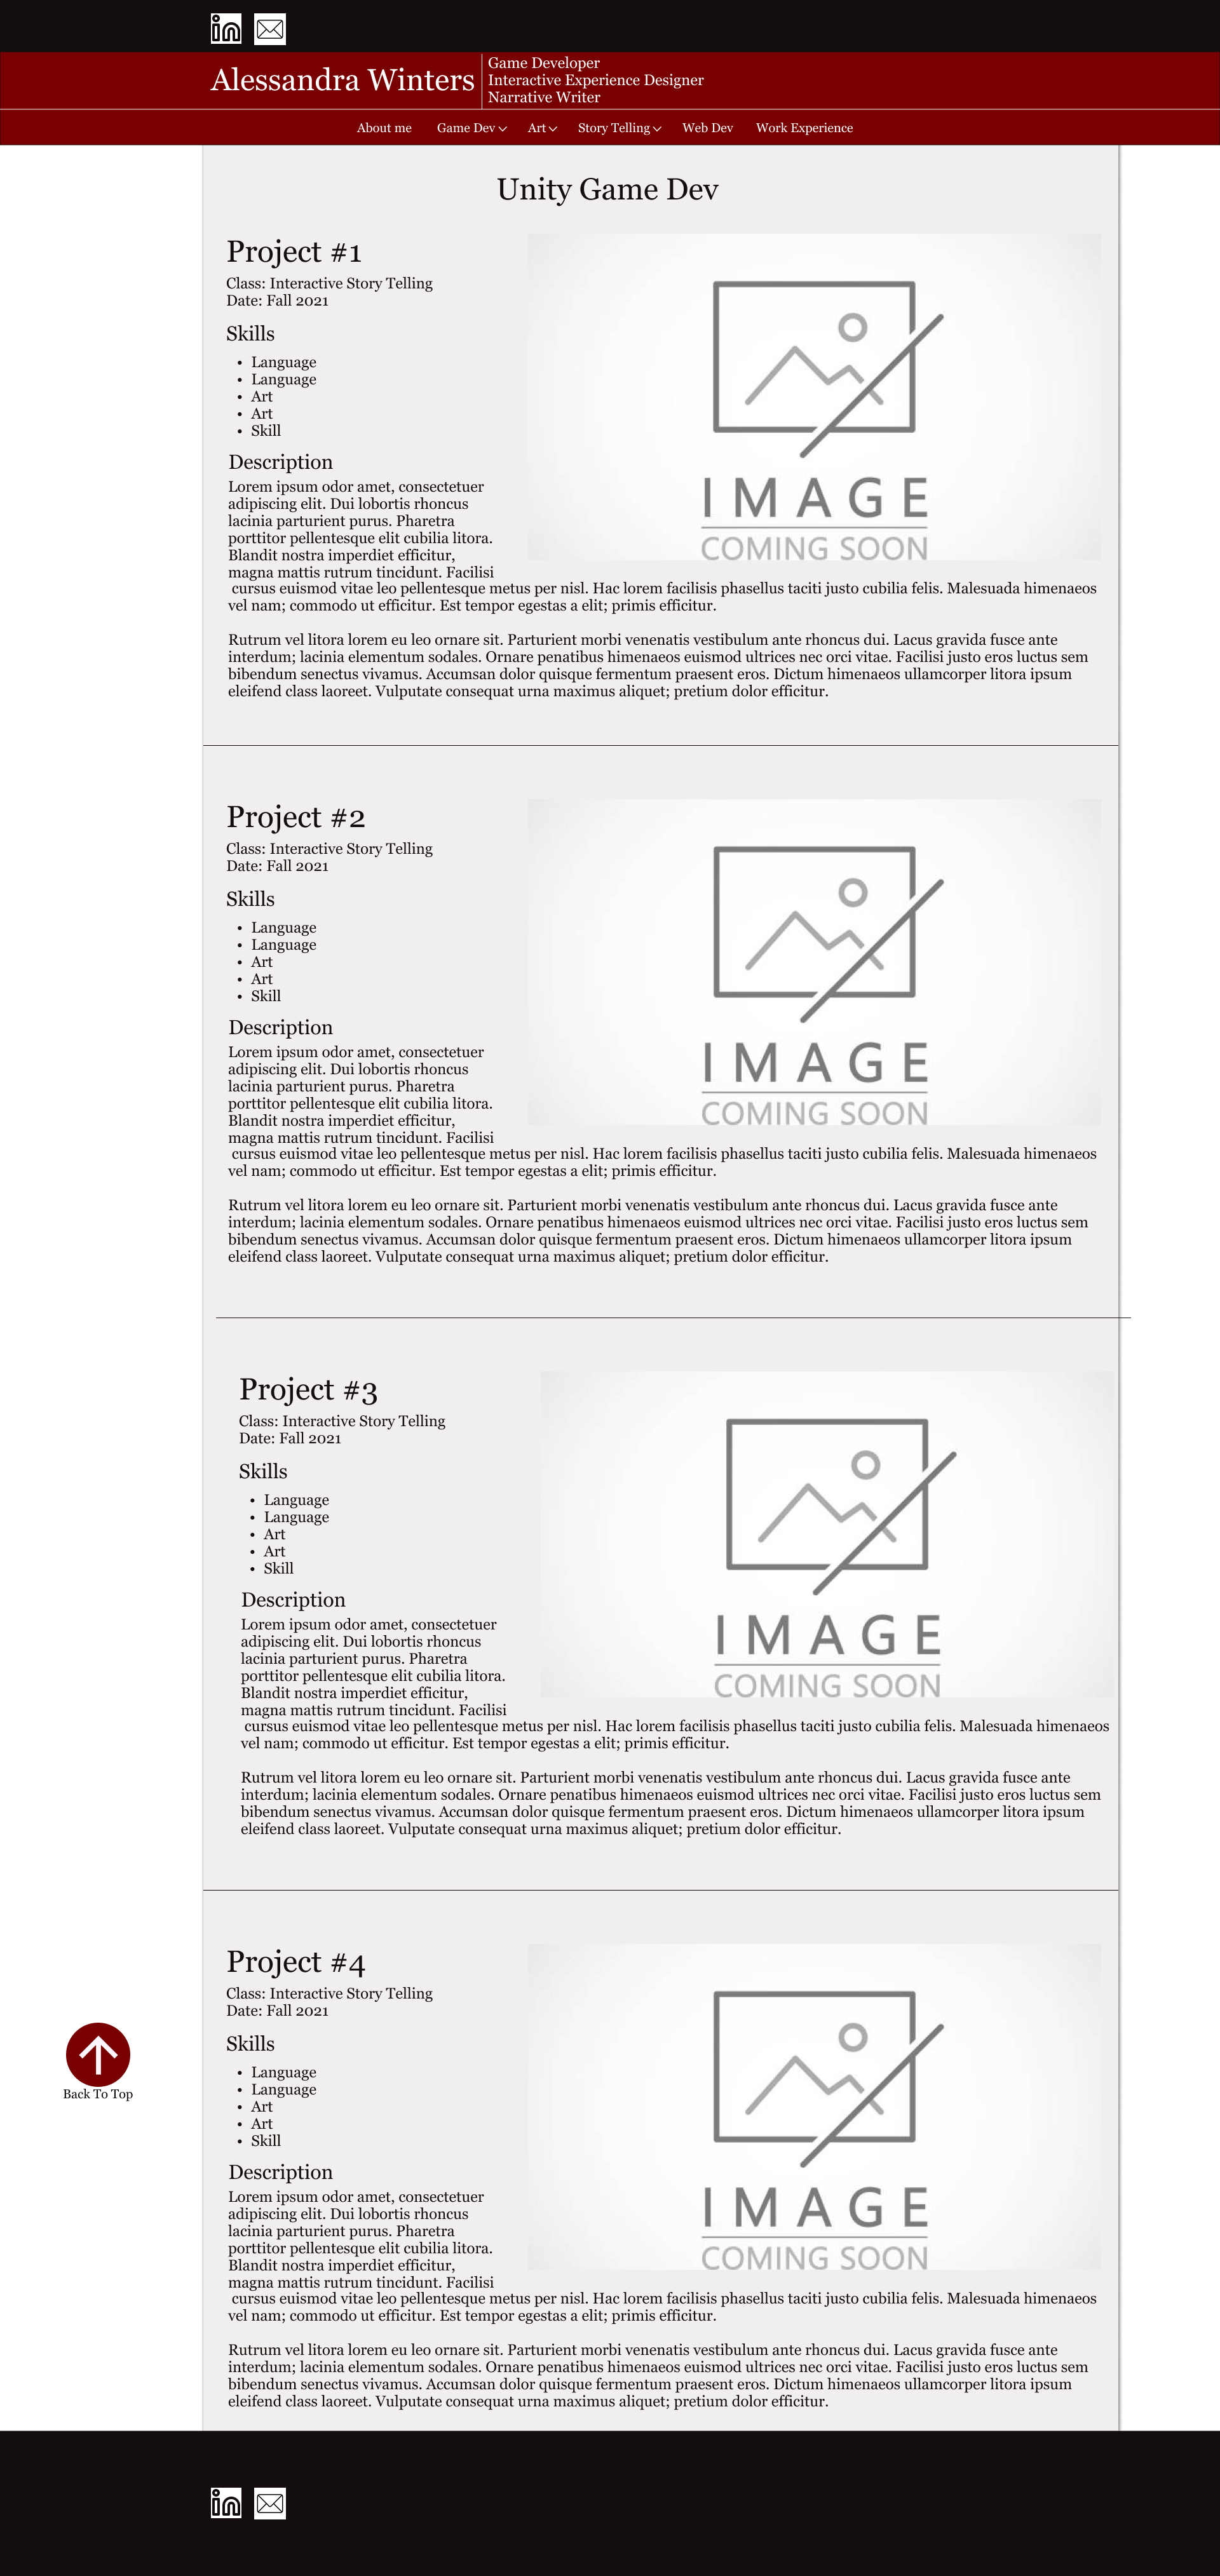 in
Alessandra Winters
Game Developer
Interactive Experience Designer
Narrative Writer
About me Game Dev Art Story Telling Web Dev Work Experience
Unity Game Dev
Project #1
Class: Interactive Story Telling
Date: Fall 2021
Skills
• Language
• Language
• Art
• Art
• Skill
Description
Lorem ipsum odor amet, consectetuer
adipiscing elit. Dui lobortis rhoncus
lacinia parturient purus. Pharetra
porttitor pellentesque elit cubilia litora.
Blandit nostra imperdiet efficitur,
magna mattis rutrum tincidunt. Facilisi
IMAGE
COMING SOON
cursus euismod vitae leo pellentesque metus per nisl. Hac lorem facilisis phasellus taciti justo cubilia felis. Malesuada himenaeos
vel nam; commodo ut efficitur. Est tempor egestas a elit; primis efficitur.
Rutrum vel litora lorem eu leo ornare sit. Parturient morbi venenatis vestibulum ante rhoncus dui. Lacus gravida fusce ante
interdum; lacinia elementum sodales. Ornare penatibus himenaeos euismod ultrices nec orci vitae. Facilisi justo eros luctus sem
bibendum senectus vivamus. Accumsan dolor quisque fermentum praesent eros. Dictum himenaeos ullamcorper litora ipsum
eleifend class laoreet. Vulputate consequat urna maximus aliquet; pretium dolor efficitur.
Project #2
Class: Interactive Story Telling
Date: Fall 2021
Skills
• Language
• Language
• Art
• Art
• Skill
Description
Lorem ipsum odor amet, consectetuer
adipiscing elit. Dui lobortis rhoncus
lacinia parturient purus. Pharetra
porttitor pellentesque elit cubilia litora.
Blandit nostra imperdiet efficitur,
magna mattis rutrum tincidunt. Facilisi
IMAGE
COMING SOON
cursus euismod vitae leo pellentesque metus per nisl. Hac lorem facilisis phasellus taciti justo cubilia felis. Malesuada himenaeos
vel nam; commodo ut efficitur. Est tempor egestas a elit; primis efficitur.
Rutrum vel litora lorem eu leo ornare sit. Parturient morbi venenatis vestibulum ante rhoncus dui. Lacus gravida fusce ante
interdum; lacinia elementum sodales. Ornare penatibus himenaeos euismod ultrices nec orci vitae. Facilisi justo eros luctus sem
bibendum senectus vivamus. Accumsan dolor quisque fermentum praesent eros. Dictum himenaeos ullamcorper litora ipsum
eleifend class laoreet. Vulputate consequat urna maximus aliquet; pretium dolor efficitur.
Project #3
Class: Interactive Story Telling
Date: Fall 2021
Skills
• Language
• Language
• Art
• Art
• Skill
Description
Lorem ipsum odor amet, consectetuer
adipiscing elit. Dui lobortis rhoncus
lacinia parturient purus. Pharetra
porttitor pellentesque elit cubilia litora.
Blandit nostra imperdiet efficitur,
magna mattis rutrum tincidunt. Facilisi
IMAGE
COMING SOON
cursus euismod vitae leo pellentesque metus per nisl. Hac lorem facilisis phasellus taciti justo cubilia felis. Malesuada himenaeos
vel nam; commodo ut efficitur. Est tempor egestas a elit; primis efficitur.
Rutrum vel litora lorem eu leo ornare sit. Parturient morbi venenatis vestibulum ante rhoncus dui. Lacus gravida fusce ante
interdum; lacinia elementum sodales. Ornare penatibus himenaeos euismod ultrices nec orci vitae. Facilisi justo eros luctus sem
bibendum senectus vivamus. Accumsan dolor quisque fermentum praesent eros. Dictum himenaeos ullamcorper litora ipsum
eleifend class laoreet. Vulputate consequat urna maximus aliquet; pretium dolor efficitur.
Project #4
Class: Interactive Story Telling
Date: Fall 2021
Skills
• Language
• Language
• Art
• Art
• Skill
Back To Top
Description
Lorem ipsum odor amet, consectetuer
adipiscing elit. Dui lobortis rhoncus
lacinia parturient purus. Pharetra
porttitor pellentesque elit cubilia litora.
Blandit nostra imperdiet efficitur,
magna mattis rutrum tincidunt. Facilisi
IMAGE
COMING SOON
cursus euismod vitae leo pellentesque metus per nisl. Hac lorem facilisis phasellus taciti justo cubilia felis. Malesuada himenaeos
vel nam; commodo ut efficitur. Est tempor egestas a elit; primis efficitur.
Rutrum vel litora lorem eu leo ornare sit. Parturient morbi venenatis vestibulum ante rhoncus dui. Lacus gravida fusce ante
interdum; lacinia elementum sodales. Ornare penatibus himenaeos euismod ultrices nec orci vitae. Facilisi justo eros luctus sem
bibendum senectus vivamus. Accumsan dolor quisque fermentum praesent eros. Dictum himenaeos ullamcorper litora ipsum
eleifend class laoreet. Vulputate consequat urna maximus aliquet; pretium dolor efficitur.
in